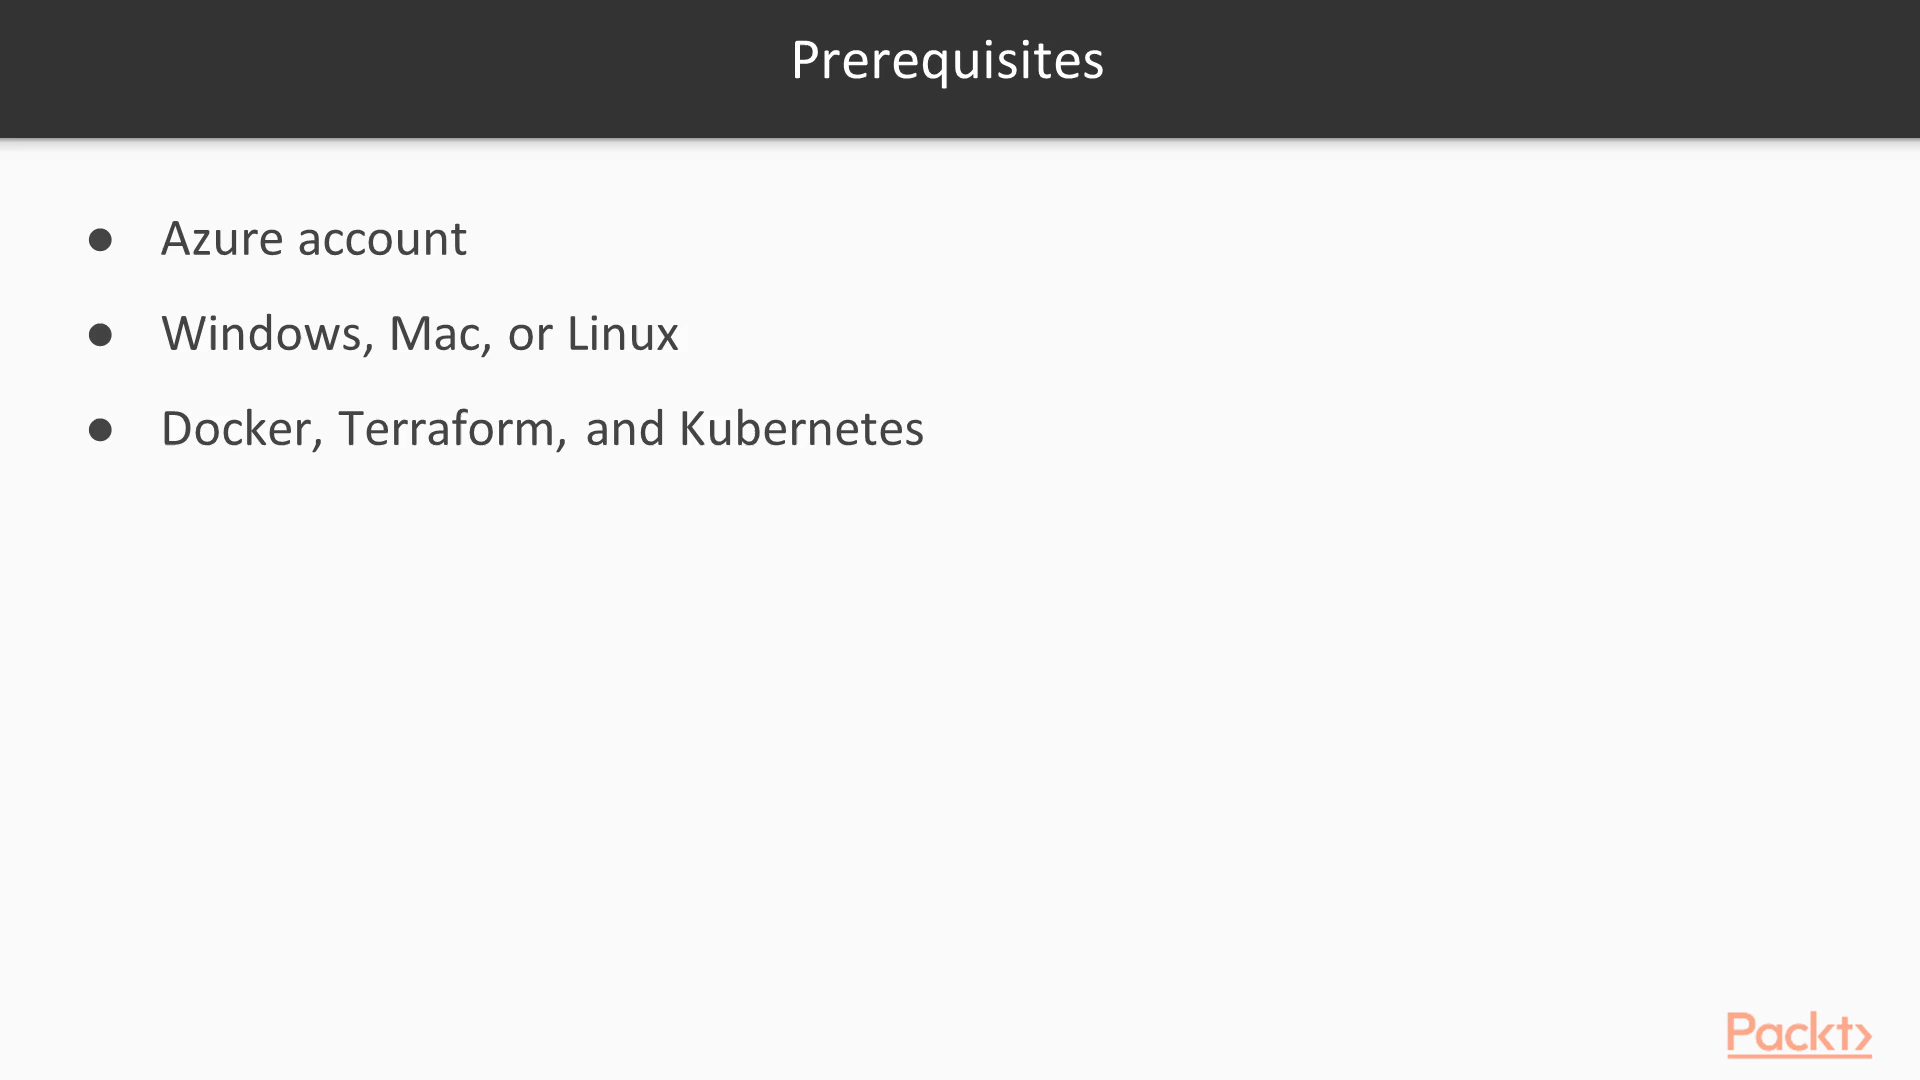 Prerequisites
● Azure account
● Windows, Mac, or Linux
● Docker, Terraform, and Kubernetes
Packt>